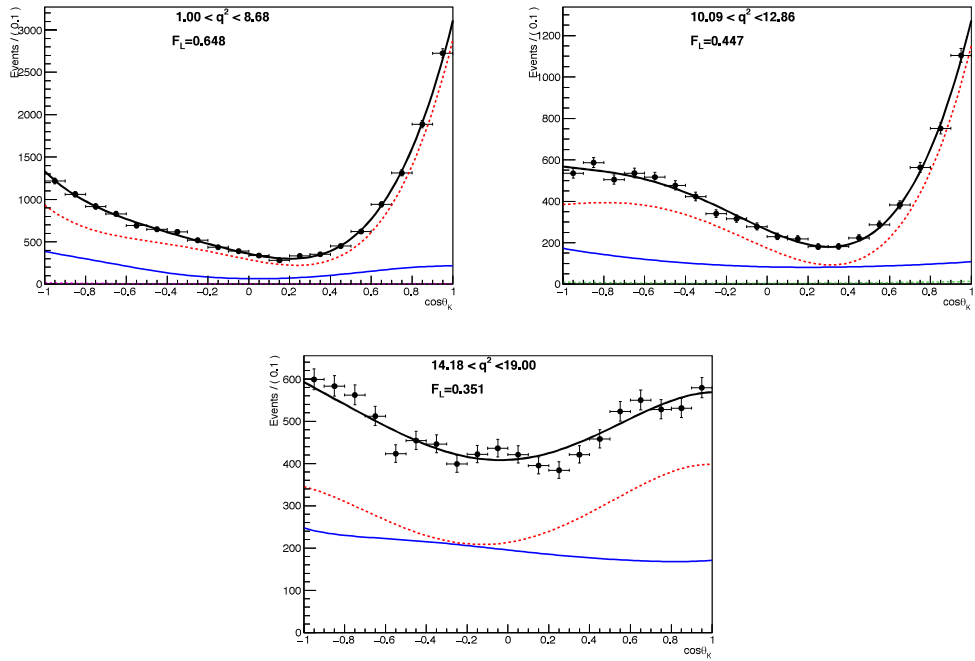 1.00 < q² < 8.68
F_L=0.648
Events / ( 0.1 )
3000
2500
2000
1500
1000
500
0
−1 −0.8 −0.6 −0.4 −0.2 0 0.2 0.4 0.6 0.8 1
cosθ_K
10.09 < q² <12.86
F_L=0.447
Events / ( 0.1 )
1200
1000
800
600
400
200
0
−1 −0.8 −0.6 −0.4 −0.2 0 0.2 0.4 0.6 0.8 1
cosθ_K
14.18 < q² <19.00
F_L=0.351
Events / ( 0.1 )
600
500
400
300
200
100
0
−1 −0.8 −0.6 −0.4 −0.2 0 0.2 0.4 0.6 0.8 1
cosθ_K